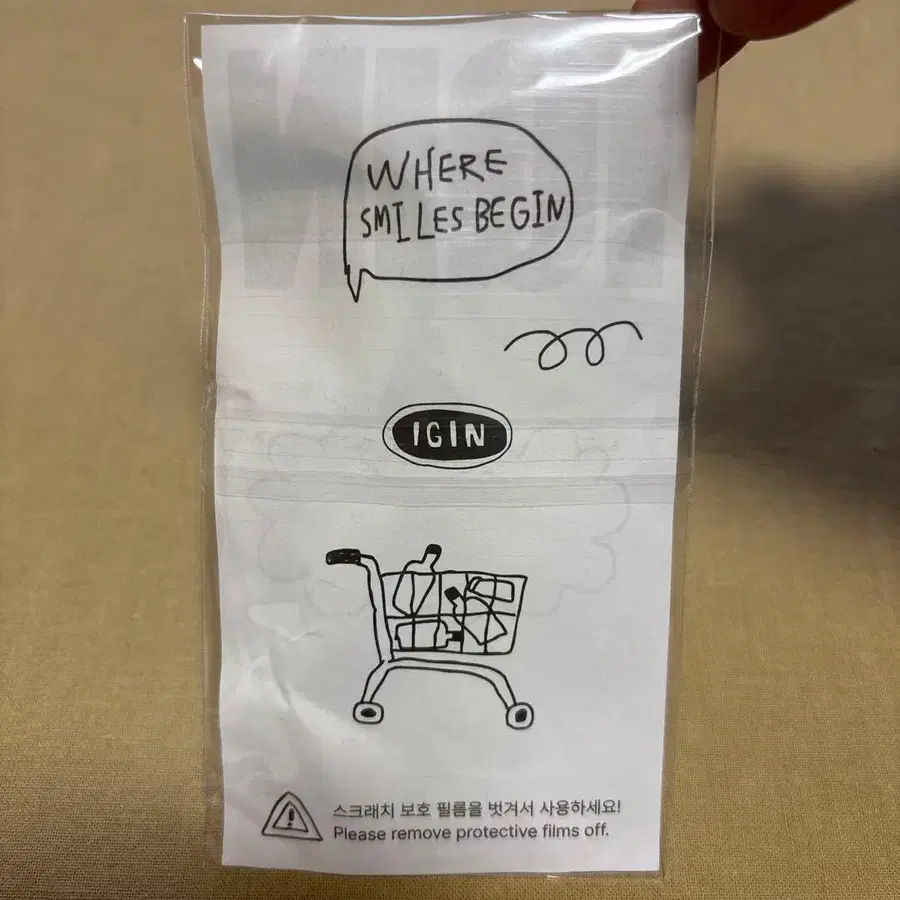 WHERE
SMILES BEGIN
IGIN
스크래치 보호 필름을 벗겨서 사용하세요!
Please remove protective films off.